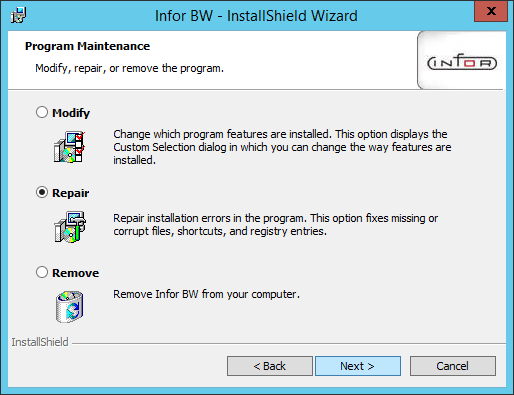 Infor BW - InstallShield Wizard
x
Program Maintenance
Modify, repair, or remove the program.
infor
Modify
Change which program features are installed. This option displays the
Custom Selection dialog in which you can change the way features are
installed.
Repair
Repair installation errors in the program. This option fixes missing or
corrupt files, shortcuts, and registry entries.
Remove
Remove Infor BW from your computer.
InstallShield
< Back
Next >
Cancel